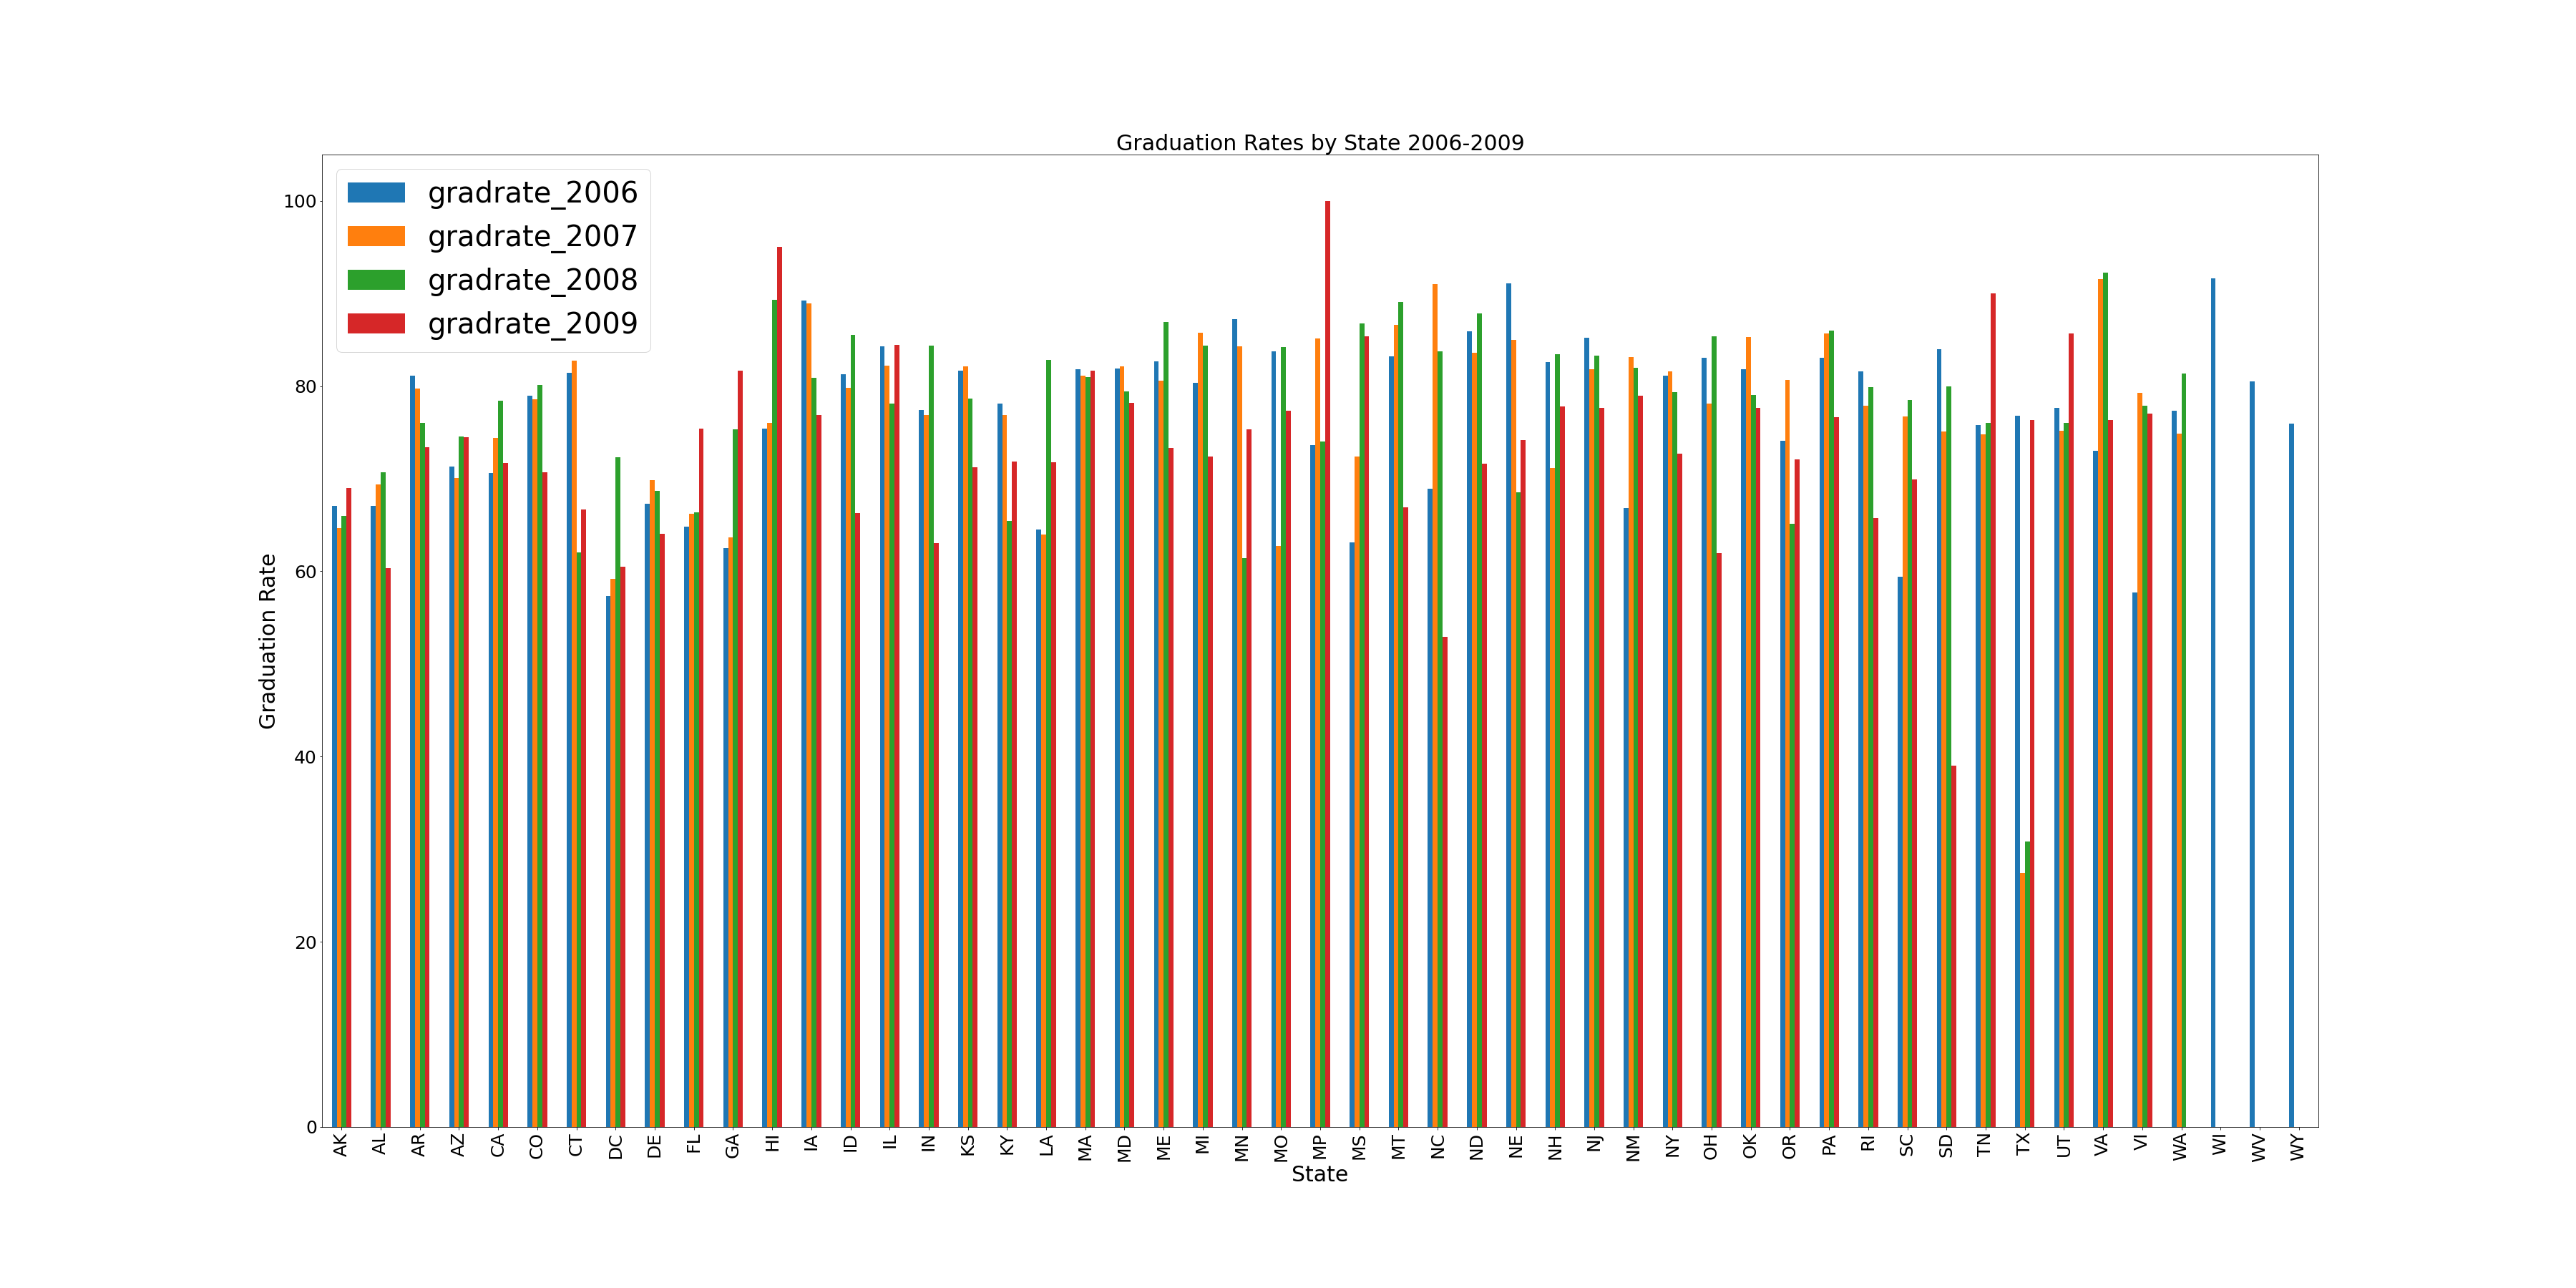 Graduation Rates by State 2006-2009
gradrate_2006
gradrate_2007
gradrate_2008
gradrate_2009
100
80
60
40
20
0
Graduation Rate
AK AL AR AZ CA CO CT DC DE FL GA HI IA ID IL IN KS KY LA MA MD ME MI MN MO MP MS MT NC ND NE NH NJ NM NY OH OK OR PA RI SC SD TN TX UT VA VI WA WI WV WY
State